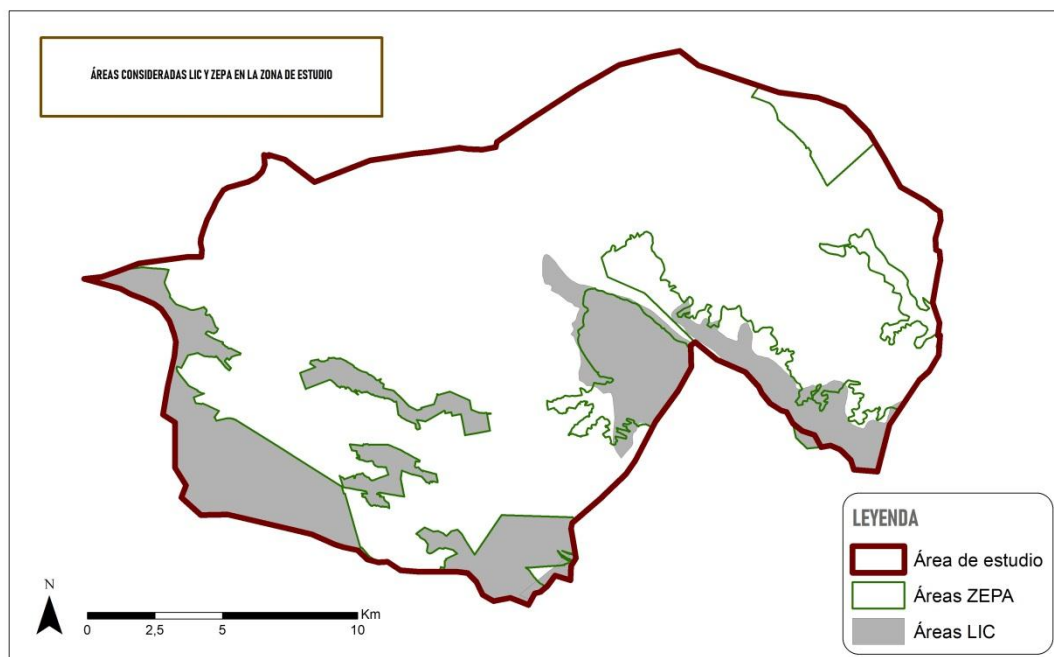 ÁREAS CONSIDERADAS LIC Y ZEPA EN LA ZONA DE ESTUDIO
LEYENDA
Área de estudio
Áreas ZEPA
Áreas LIC
N
Km
0 2,5 5 10